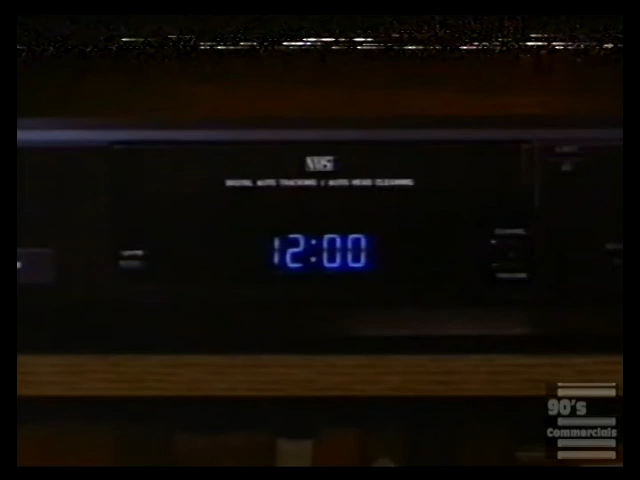 VHS
DIGITAL AUTO TRACKING / AUTO HEAD CLEANING
12:00
90's
Commercials